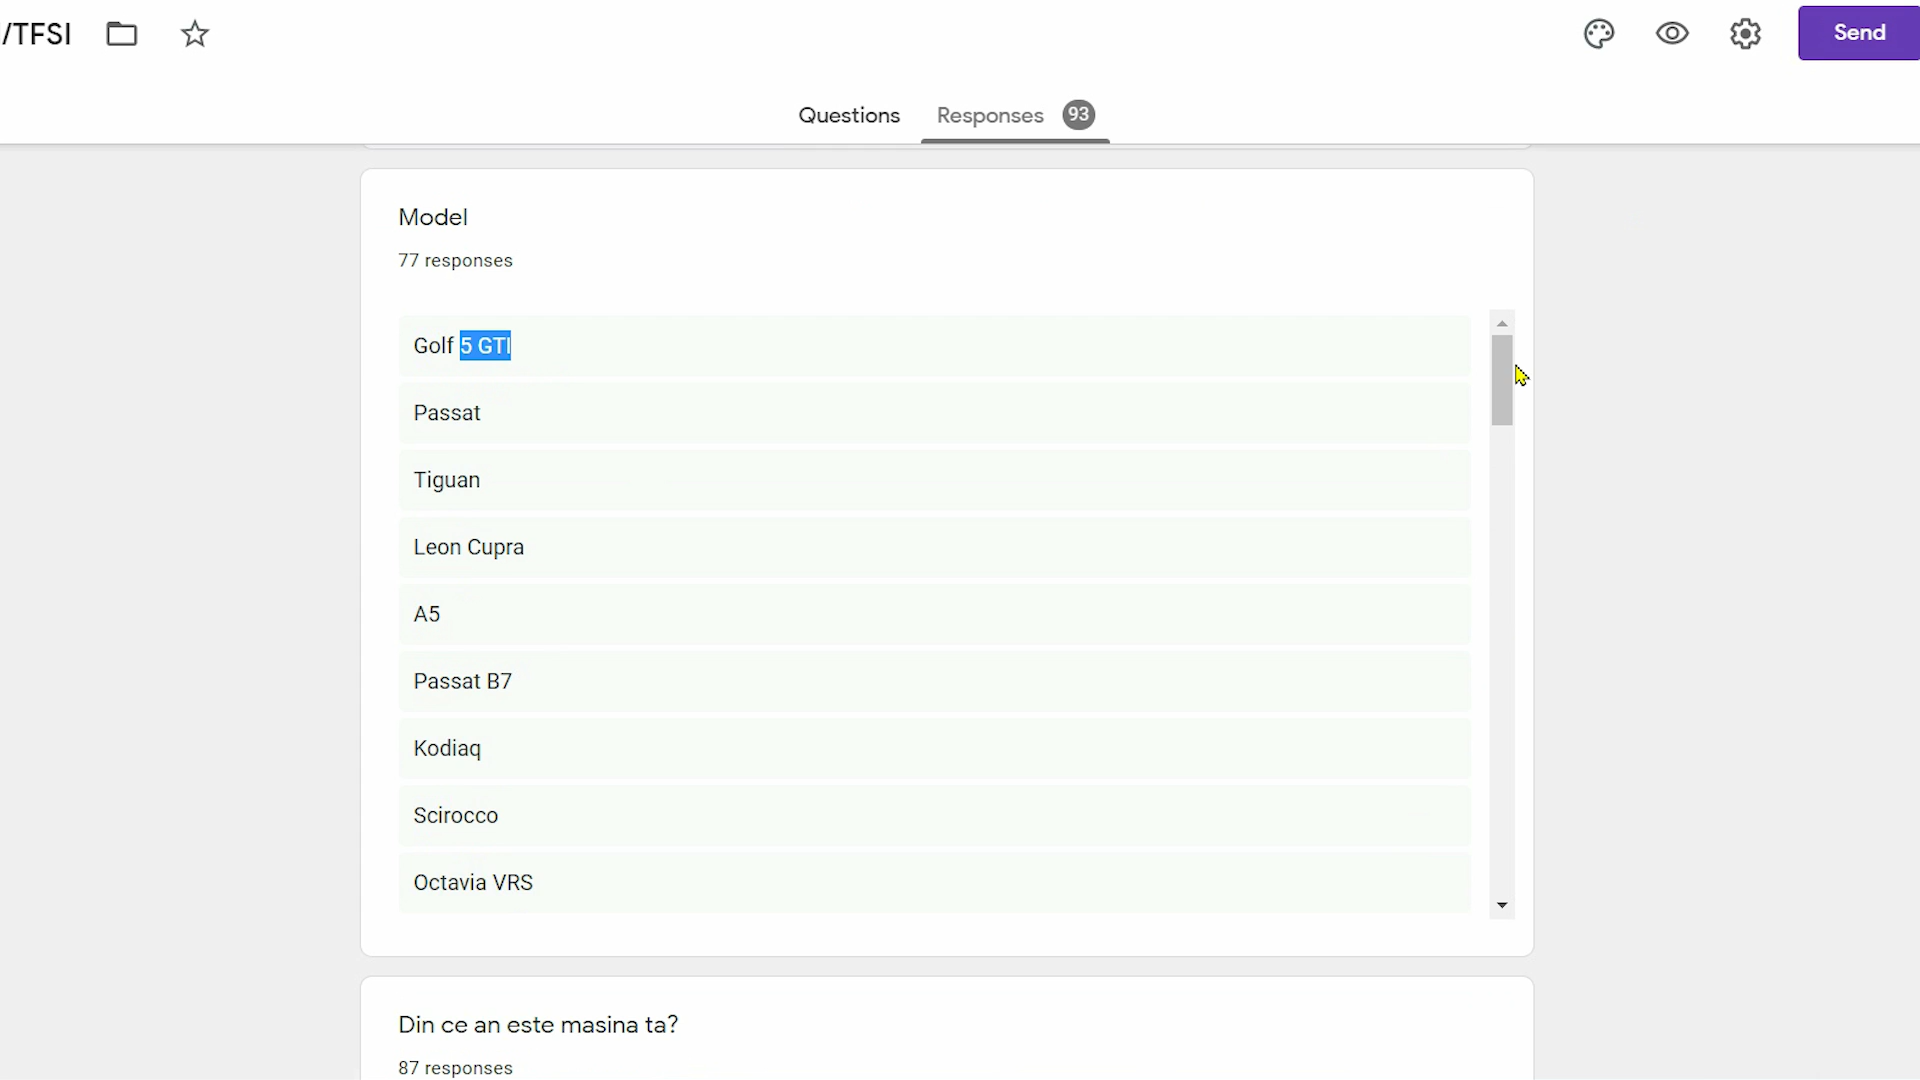 /TFSI
Send
Questions
Responses 93
Model
77 responses
Golf 5 GTI
Passat
Tiguan
Leon Cupra
A5
Passat B7
Kodiaq
Scirocco
Octavia VRS
Din ce an este masina ta?
87 responses